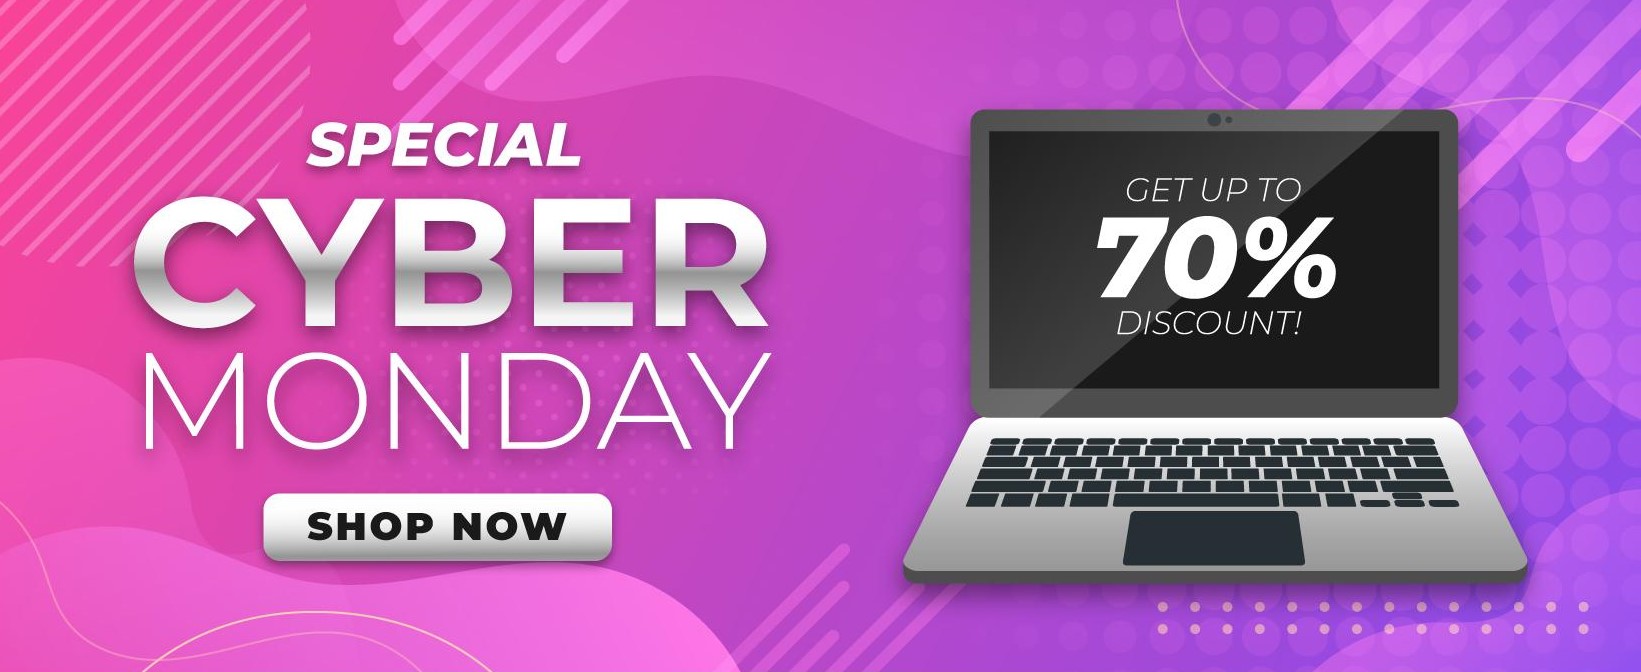 SPECIAL
CYBER
MONDAY
SHOP NOW
GET UP TO
70%
DISCOUNT!